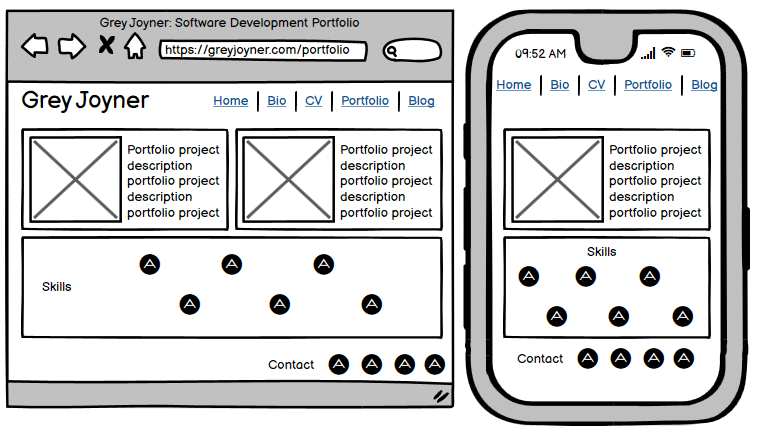 Grey Joyner: Software Development Portfolio
https://greyjoyner.com/portfolio
Grey Joyner
Home | Bio | CV | Portfolio | Blog
Portfolio project
description
portfolio project
description
portfolio project
Portfolio project
description
portfolio project
description
portfolio project
Skills
A A A
A A A
Contact A A A A
09:52 AM
Home | Bio | CV | Portfolio | Blog
Portfolio project
description
portfolio project
description
portfolio project
Skills
A A A
A A A
Contact A A A A